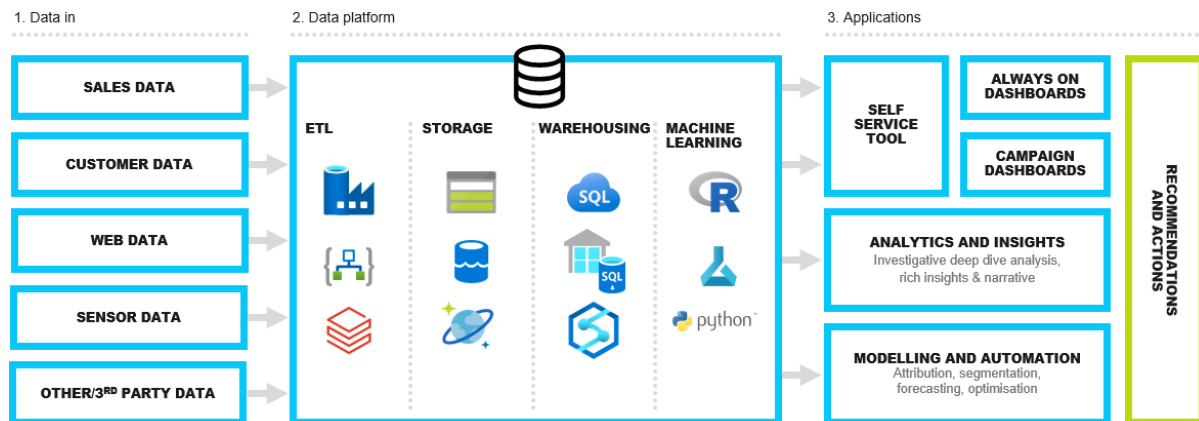 1. Data in
2. Data platform
3. Applications
SALES DATA
CUSTOMER DATA
WEB DATA
SENSOR DATA
OTHER/3RD PARTY DATA
ETL
STORAGE
WAREHOUSING
MACHINE
LEARNING
SQL
SQL
R
python
SELF
SERVICE
TOOL
ALWAYS ON
DASHBOARDS
CAMPAIGN
DASHBOARDS
ANALYTICS AND INSIGHTS
Investigative deep dive analysis,
rich insights & narrative
MODELLING AND AUTOMATION
Attribution, segmentation,
forecasting, optimisation
RECOMMENDATIONS
AND ACTIONS